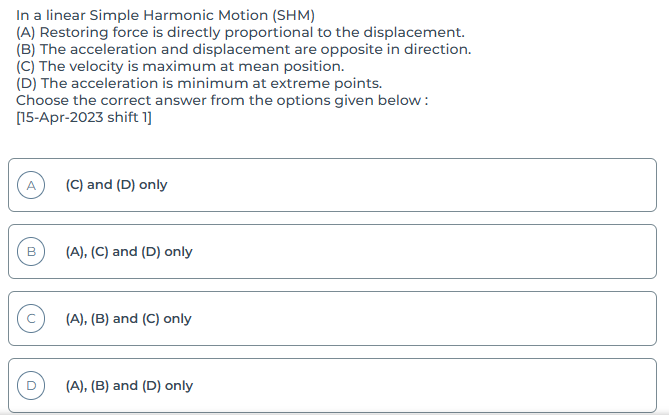 In a linear Simple Harmonic Motion (SHM)
(A) Restoring force is directly proportional to the displacement.
(B) The acceleration and displacement are opposite in direction.
(C) The velocity is maximum at mean position.
(D) The acceleration is minimum at extreme points.
Choose the correct answer from the options given below :
[15-Apr-2023 shift 1]
A (C) and (D) only
B (A), (C) and (D) only
C (A), (B) and (C) only
D (A), (B) and (D) only